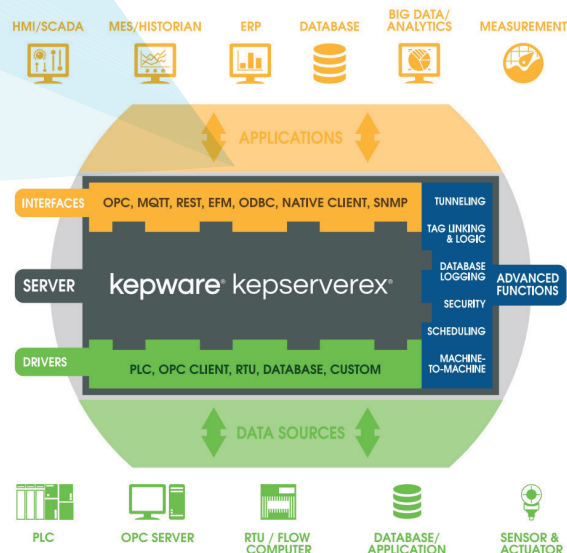 HMI/SCADA
MES/HISTORIAN
ERP
DATABASE
BIG DATA/
ANALYTICS
MEASUREMENT
APPLICATIONS
INTERFACES
OPC, MQTT, REST, EFM, ODBC, NATIVE CLIENT, SNMP
TUNNELING
TAG LINKING
& LOGIC
SERVER
kepware® kepserverex®
DATABASE
LOGGING
SECURITY
SCHEDULING
MACHINE-
TO-MACHINE
ADVANCED
FUNCTIONS
DRIVERS
PLC, OPC CLIENT, RTU, DATABASE, CUSTOM
DATA SOURCES
PLC
OPC SERVER
RTU / FLOW
COMPUTER
DATABASE/
APPLICATION
SENSOR &
ACTUATOR